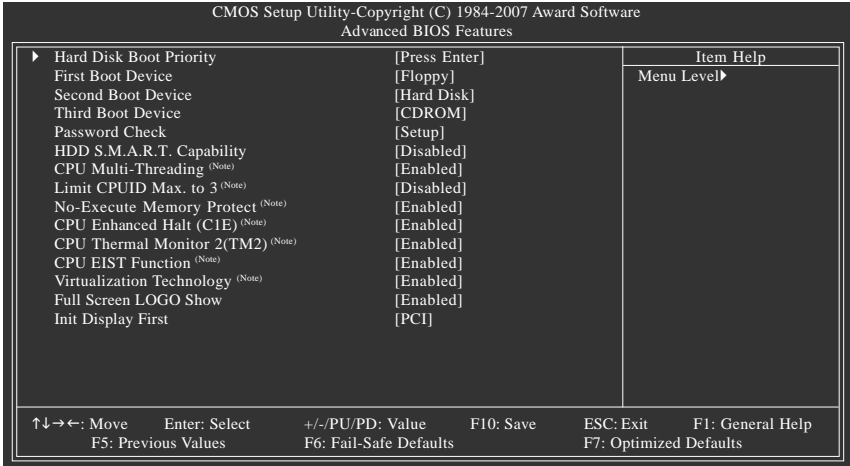 CMOS Setup Utility-Copyright (C) 1984-2007 Award Software
Advanced BIOS Features
Hard Disk Boot Priority [Press Enter]
First Boot Device [Floppy]
Second Boot Device [Hard Disk]
Third Boot Device [CDROM]
Password Check [Setup]
HDD S.M.A.R.T. Capability [Disabled]
CPU Multi-Threading (Note) [Enabled]
Limit CPUID Max. to 3 (Note) [Disabled]
No-Execute Memory Protect (Note) [Enabled]
CPU Enhanced Halt (C1E) (Note) [Enabled]
CPU Thermal Monitor 2(TM2) (Note) [Enabled]
CPU EIST Function (Note) [Enabled]
Virtualization Technology (Note) [Enabled]
Full Screen LOGO Show [Enabled]
Init Display First [PCI]
Item Help
Menu Level
↑↓→←: Move Enter: Select +/-/PU/PD: Value F10: Save ESC: Exit F1: General Help
F5: Previous Values F6: Fail-Safe Defaults F7: Optimized Defaults